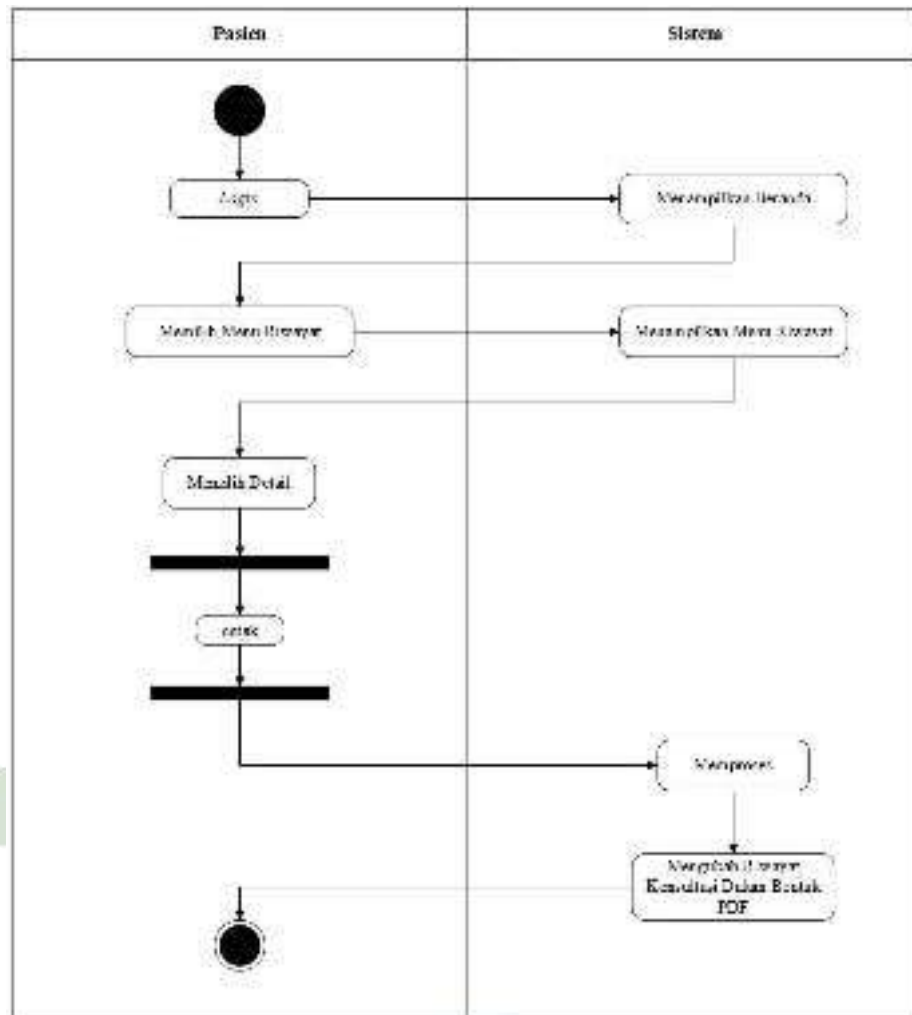 Pasien
Sistem
Login
Menampilkan Beranda
Memilih Menu Riwayat
Menampilkan Menu Riwayat
Memilih Detail
cetak
Memproses
Mengubah Riwayat
Konsultasi Dalam Bentuk
PDF